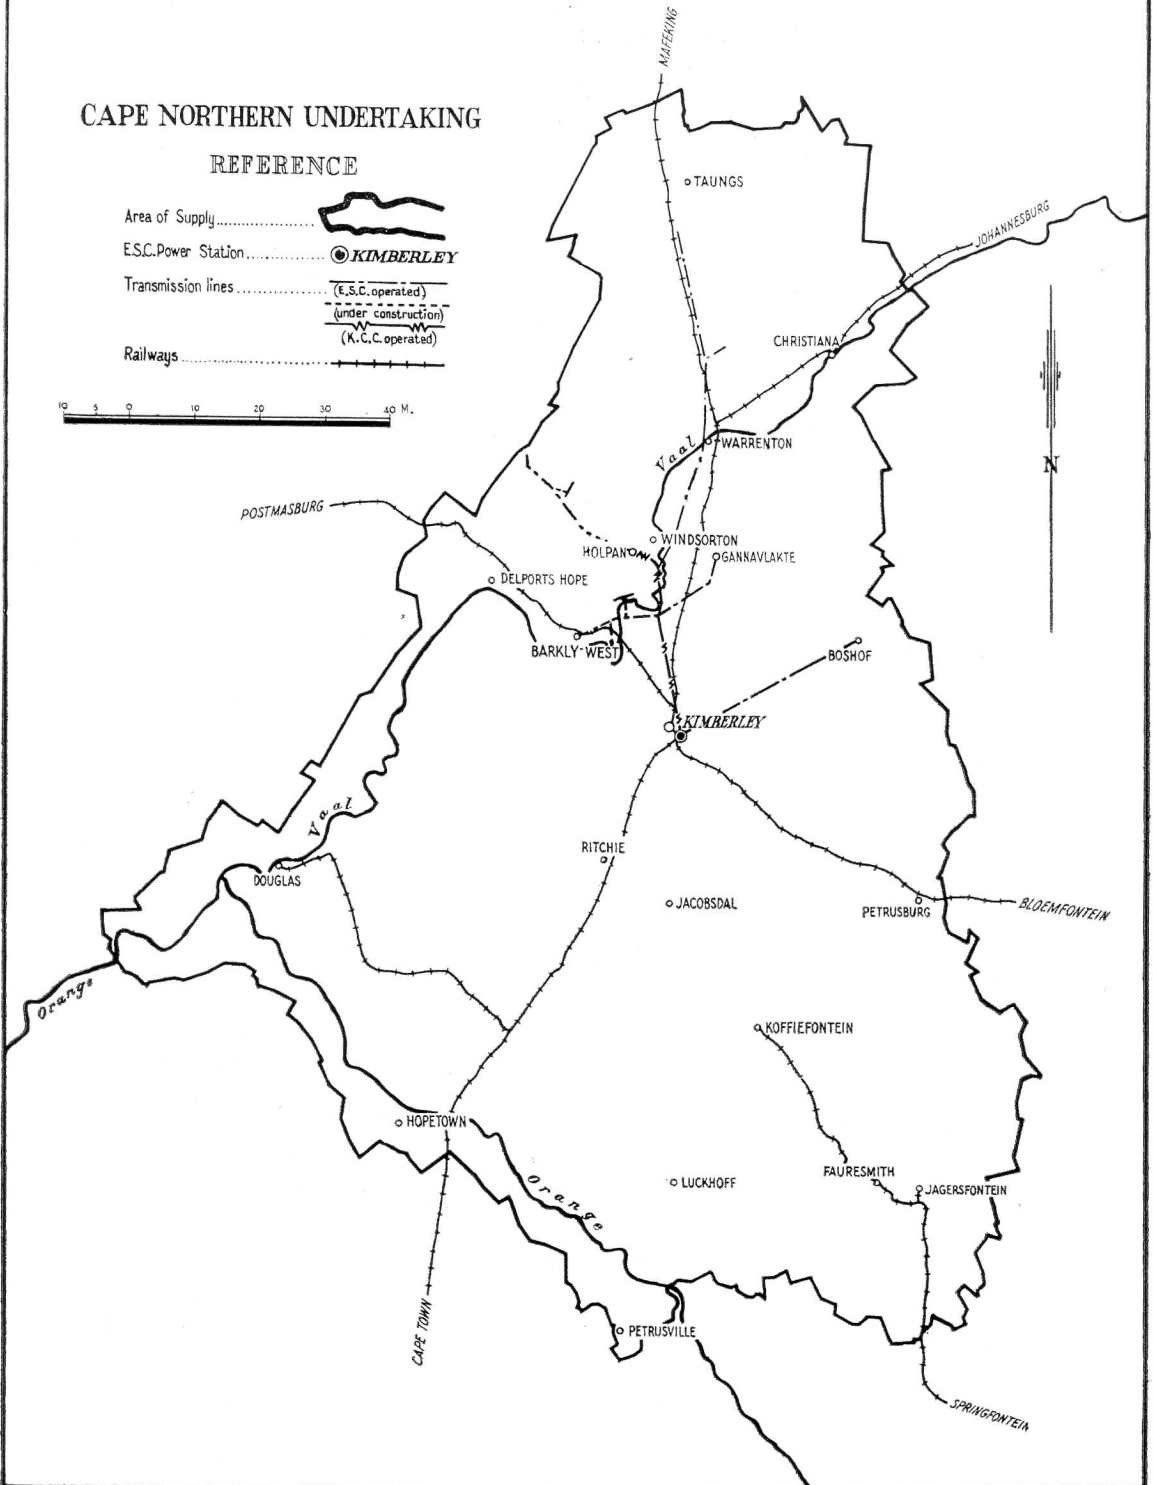 MAFEKING
CAPE NORTHERN UNDERTAKING
REFERENCE
Area of Supply
E.S.C. Power Station KIMBERLEY
Transmission lines (E.S.C. operated)
(under construction)
(K.C.C. operated)
Railways
10 5 0 10 20 30 40 M.
TAUNGS
JOHANNESBURG
CHRISTIANA
Vaal
WARRENTON
N
POSTMASBURG
WINDSORTON
HOLPAN
GANNAVLAKTE
DELPORTS HOPE
BARKLY-WEST
BOSHOF
KIMBERLEY
Vaal
RITCHIE
DOUGLAS
JACOBSDAL
PETRUSBURG
BLOEMFONTEIN
Orange
KOFFIEFONTEIN
HOPETOWN
FAURESMITH
LUCKHOFF
JAGERSFONTEIN
Orange
CAPE TOWN
PETRUSVILLE
SPRINGFONTEIN